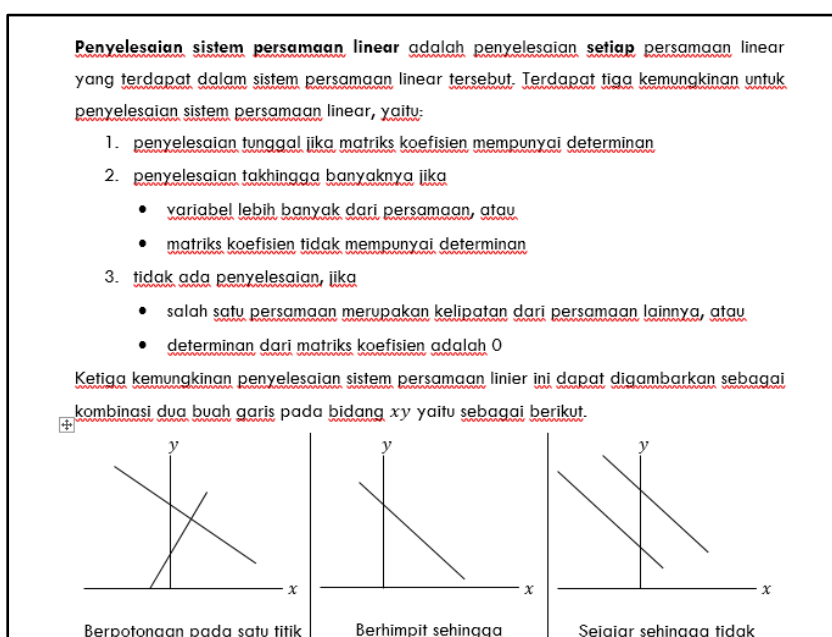 Penyelesaian sistem persamaan linear adalah penyelesaian setiap persamaan linear
yang terdapat dalam sistem persamaan linear tersebut. Terdapat tiga kemungkinan untuk
penyelesaian sistem persamaan linear, yaitu:
1. penyelesaian tunggal jika matriks koefisien mempunyai determinan
2. penyelesaian takhingga banyaknya jika
• variabel lebih banyak dari persamaan, atau
• matriks koefisien tidak mempunyai determinan
3. tidak ada penyelesaian, jika
• salah satu persamaan merupakan kelipatan dari persamaan lainnya, atau
• determinan dari matriks koefisien adalah 0
Ketiga kemungkinan penyelesaian sistem persamaan linier ini dapat digambarkan sebagai
kombinasi dua buah garis pada bidang xy yaitu sebagai berikut.
y
x
Berpotongan pada satu titik
y
x
Berhimpit sehingga
y
x
Sejajar sehingga tidak